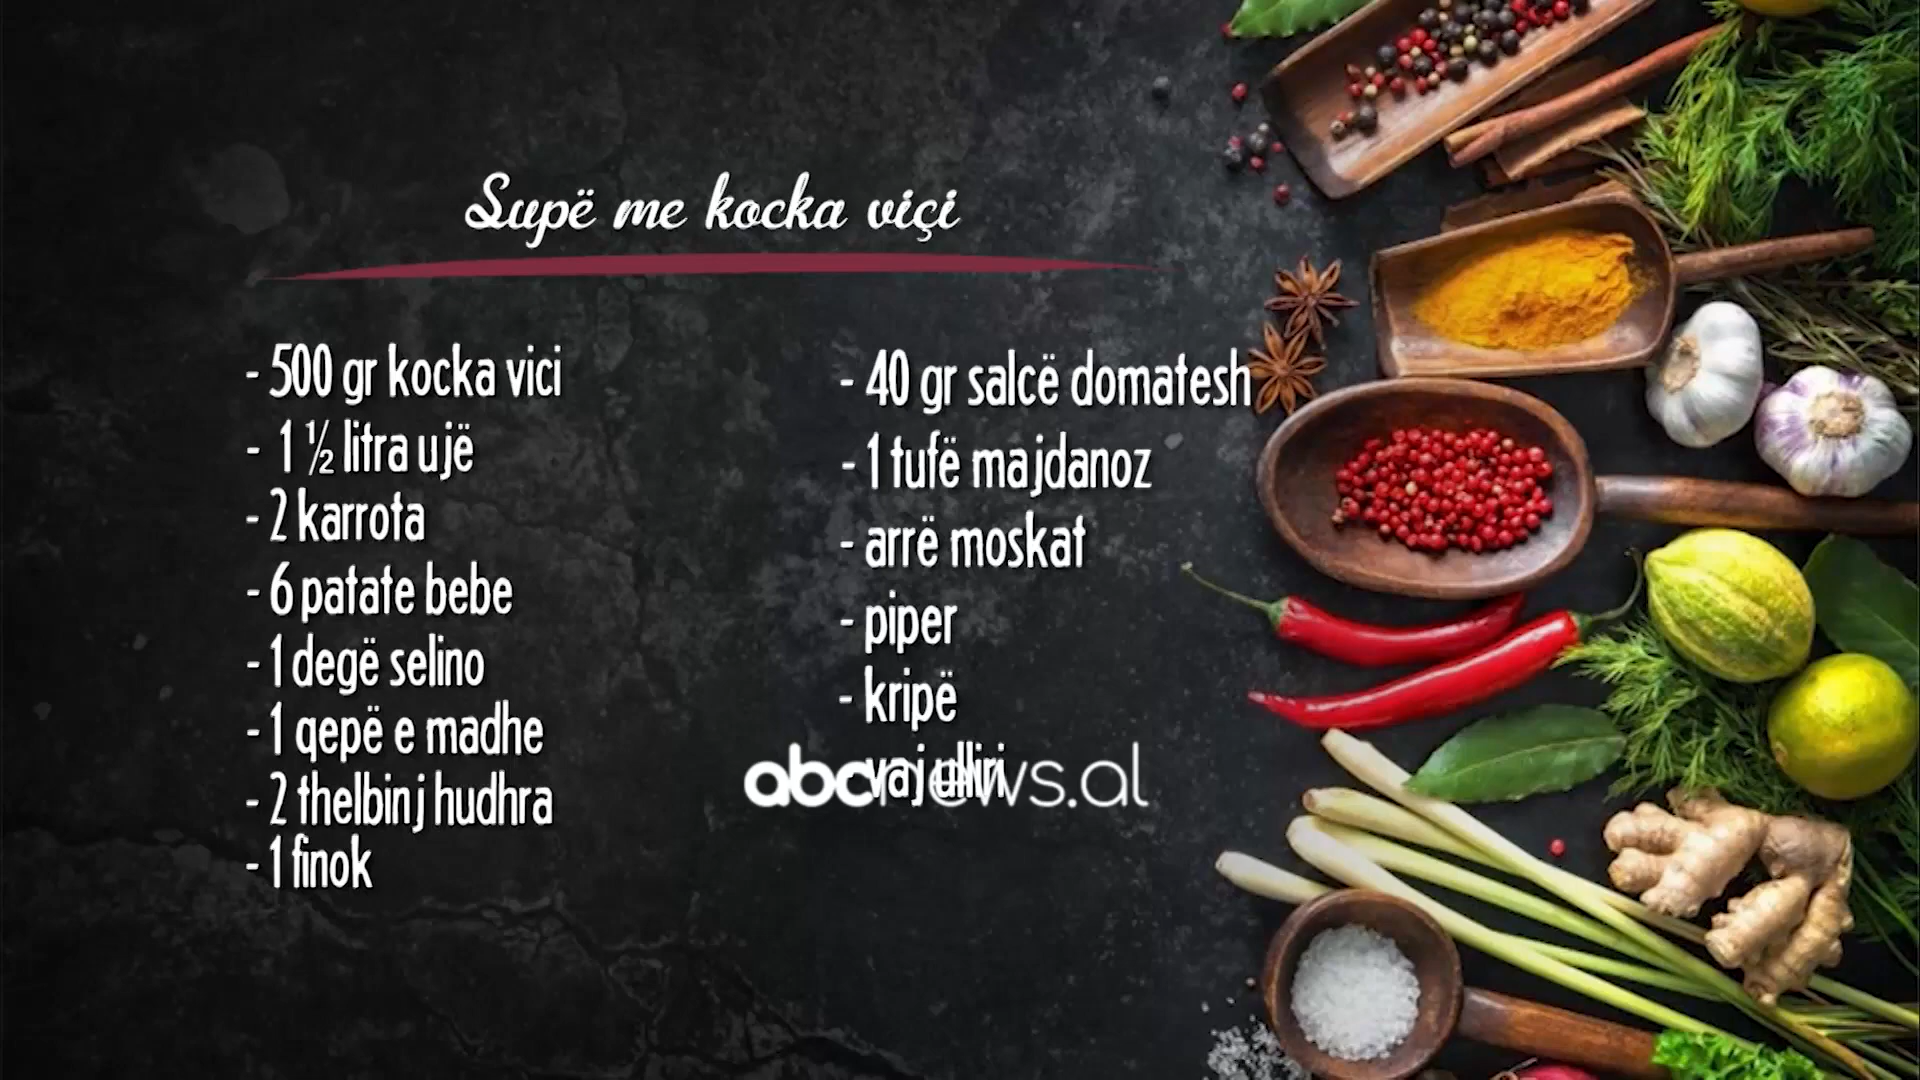 Supë me kocka viçi
- 500 gr kocka vici
- 1 ½ litra ujë
- 2 karrota
- 6 patate bebe
- 1 degë selino
- 1 qepë e madhe
- 2 thelbinj hudhra
- 1 finok
- 40 gr salcë domatesh
- 1 tufë majdanoz
- arrë moskat
- piper
- kripë
- vaj ulliri
abcnews.al